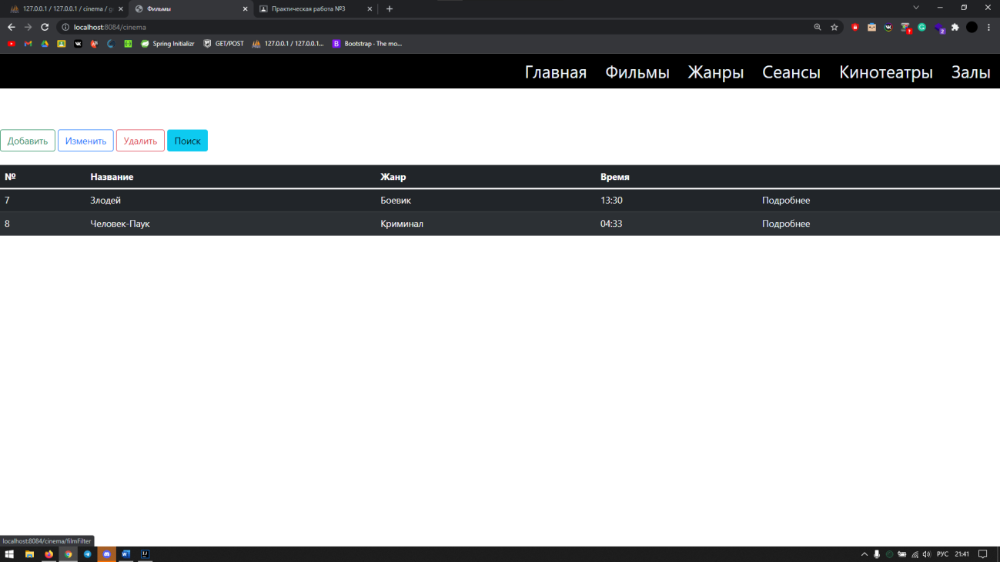 127.0.0.1 / 127.0.0.1 / cinema / g
Фильмы
Практическая работа №3
localhost:8084/cinema
Spring Initializr
GET/POST
127.0.0.1 / 127.0.0.1...
Bootstrap - The mo...
Главная Фильмы Жанры Сеансы Кинотеатры Залы
Добавить Изменить Удалить Поиск
№ Название Жанр Время
7 Злодей Боевик 13:30 Подробнее
8 Человек-Паук Криминал 04:33 Подробнее
localhost:8084/cinema/filmFilter
РУС 21:41